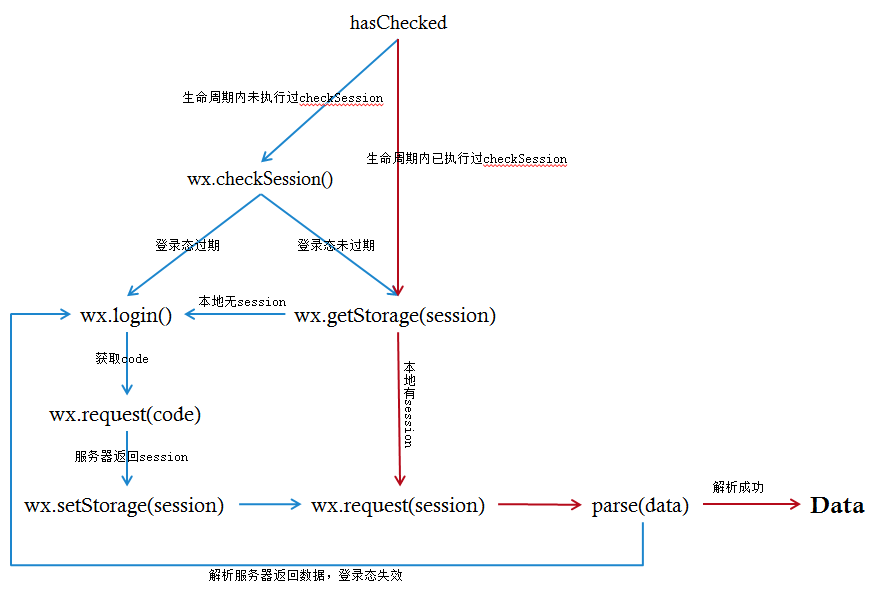 hasChecked
生命周期内未执行过checkSession
生命周期内已执行过checkSession
wx.checkSession()
登录态过期
登录态未过期
本地无session
wx.login()
wx.getStorage(session)
获取code
本地有session
wx.request(code)
服务器返回session
解析成功
wx.setStorage(session)
wx.request(session)
parse(data)
Data
解析服务器返回数据，登录态失效